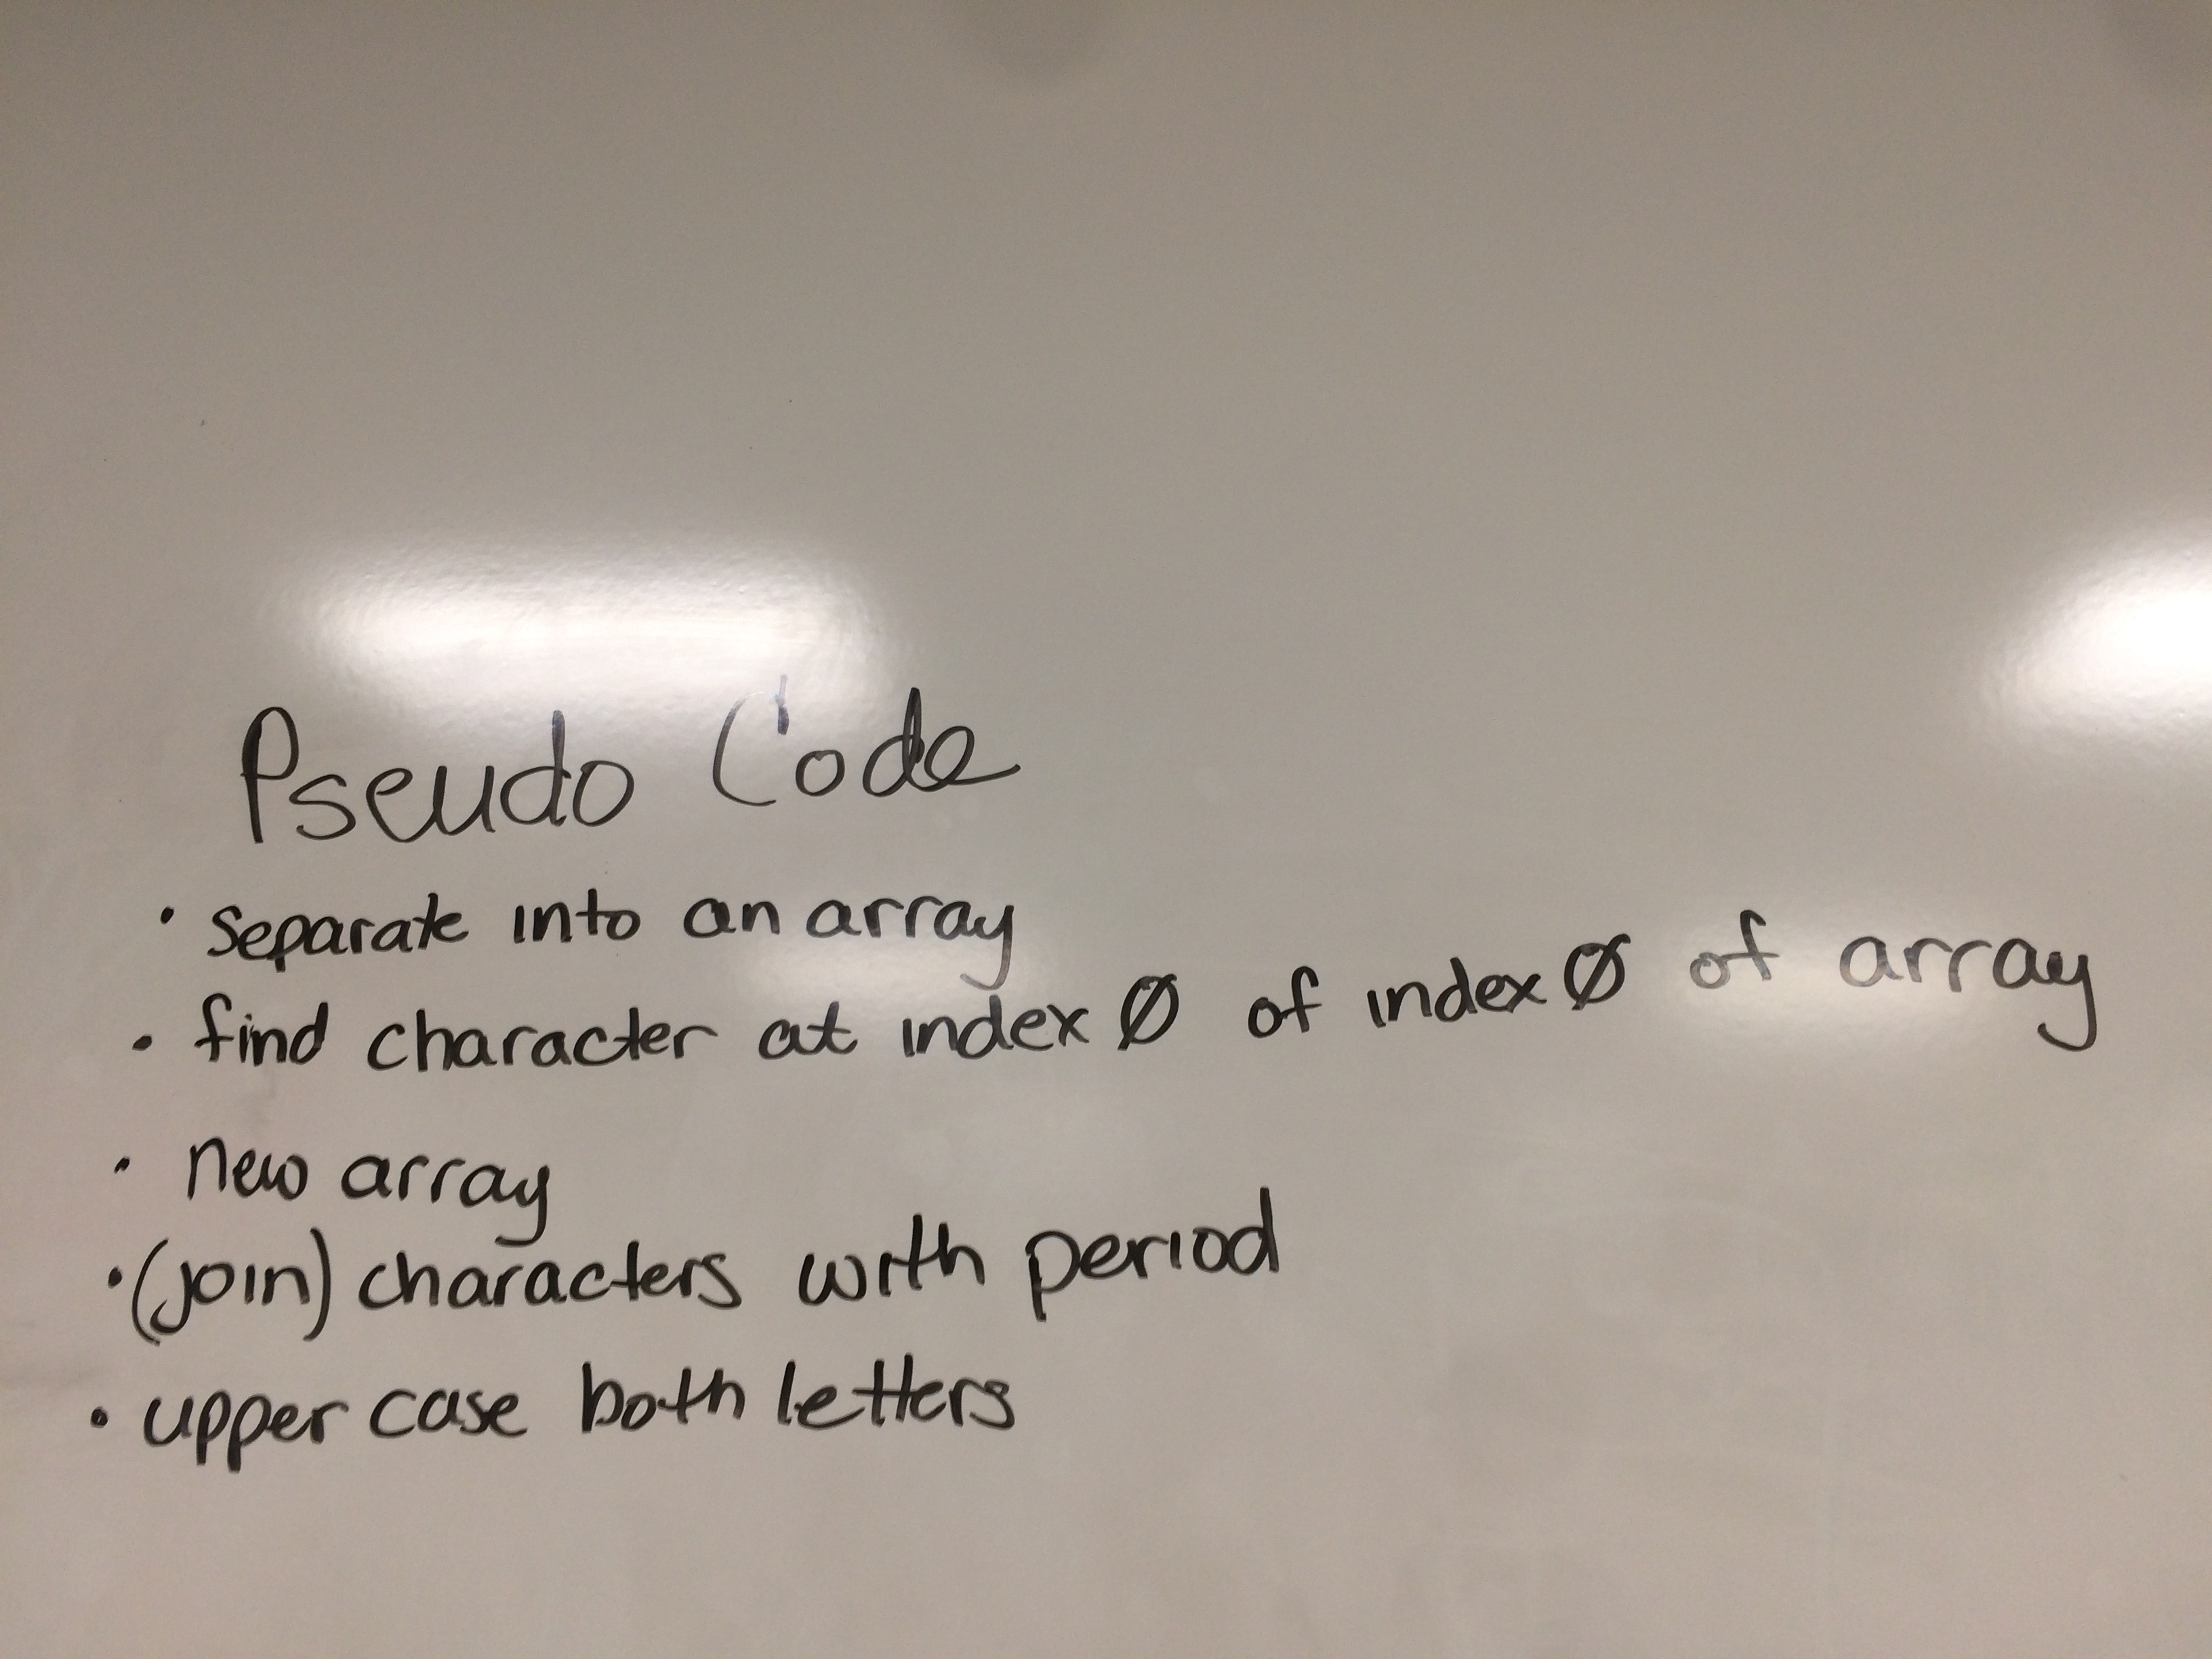 Pseudo Code
· separate into an array
· find character at index Ø of index Ø of array
· new array
· (join) characters with period
· upper case both letters